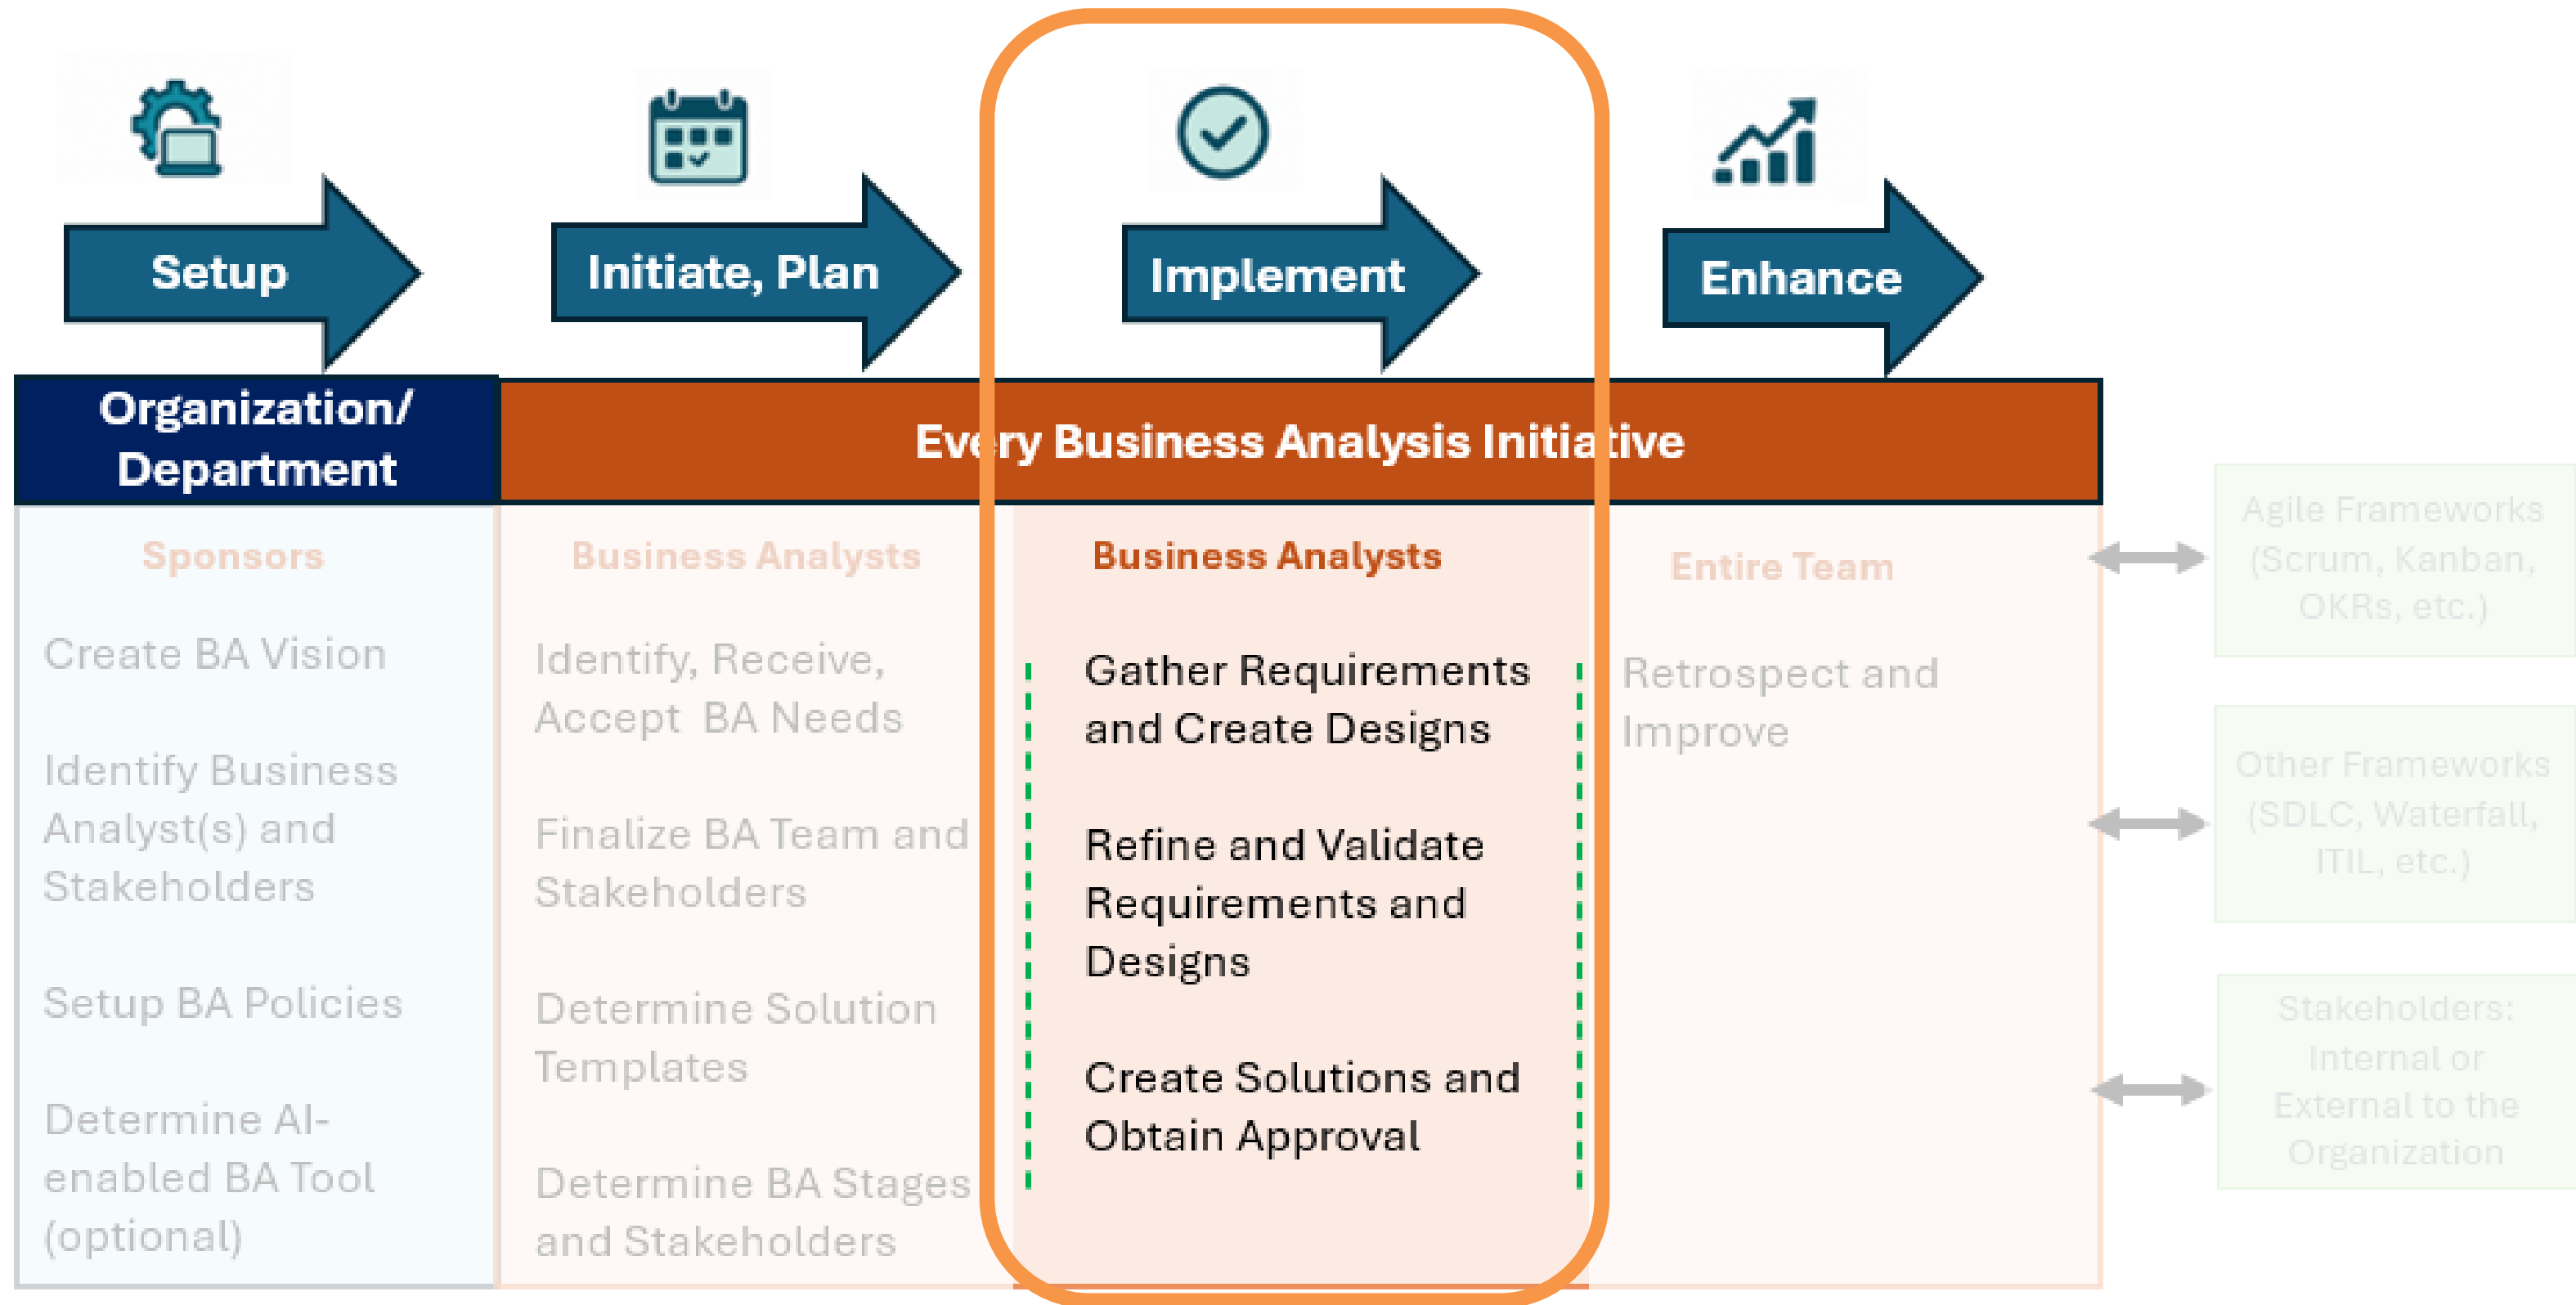 Setup
Initiate, Plan
Implement
Enhance
Organization/
Department
Every Business Analysis Initiative
Sponsors
Create BA Vision
Identify Business
Analyst(s) and
Stakeholders
Setup BA Policies
Determine AI-
enabled BA Tool
(optional)
Business Analysts
Identify, Receive,
Accept BA Needs
Finalize BA Team and
Stakeholders
Determine Solution
Templates
Determine BA Stages
and Stakeholders
Business Analysts
Gather Requirements
and Create Designs
Refine and Validate
Requirements and
Designs
Create Solutions and
Obtain Approval
Entire Team
Retrospect and
Improve
Agile Frameworks
(Scrum, Kanban,
OKRs, etc.)
Other Frameworks
(SDLC, Waterfall,
ITIL, etc.)
Stakeholders:
Internal or
External to the
Organization